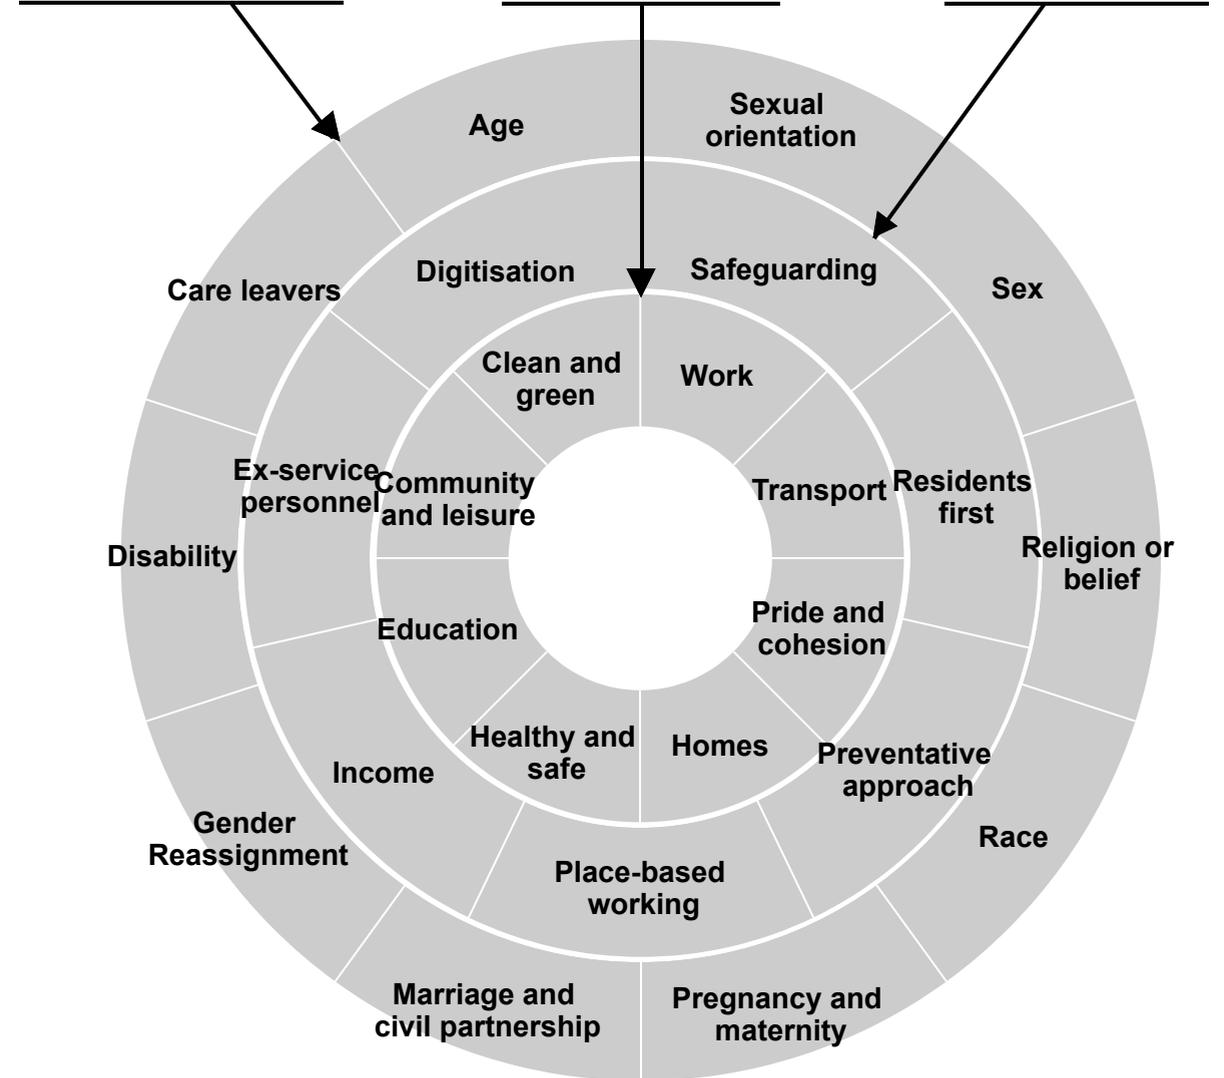 Age
Sexual
orientation
Sex
Religion or
belief
Race
Pregnancy and
maternity
Marriage and
civil partnership
Gender
Reassignment
Disability
Care leavers
Digitisation
Safeguarding
Residents
first
Preventative
approach
Place-based
working
Income
Ex-service
personnel
Clean and
green
Work
Transport
Pride and
cohesion
Homes
Healthy and
safe
Education
Community
and leisure